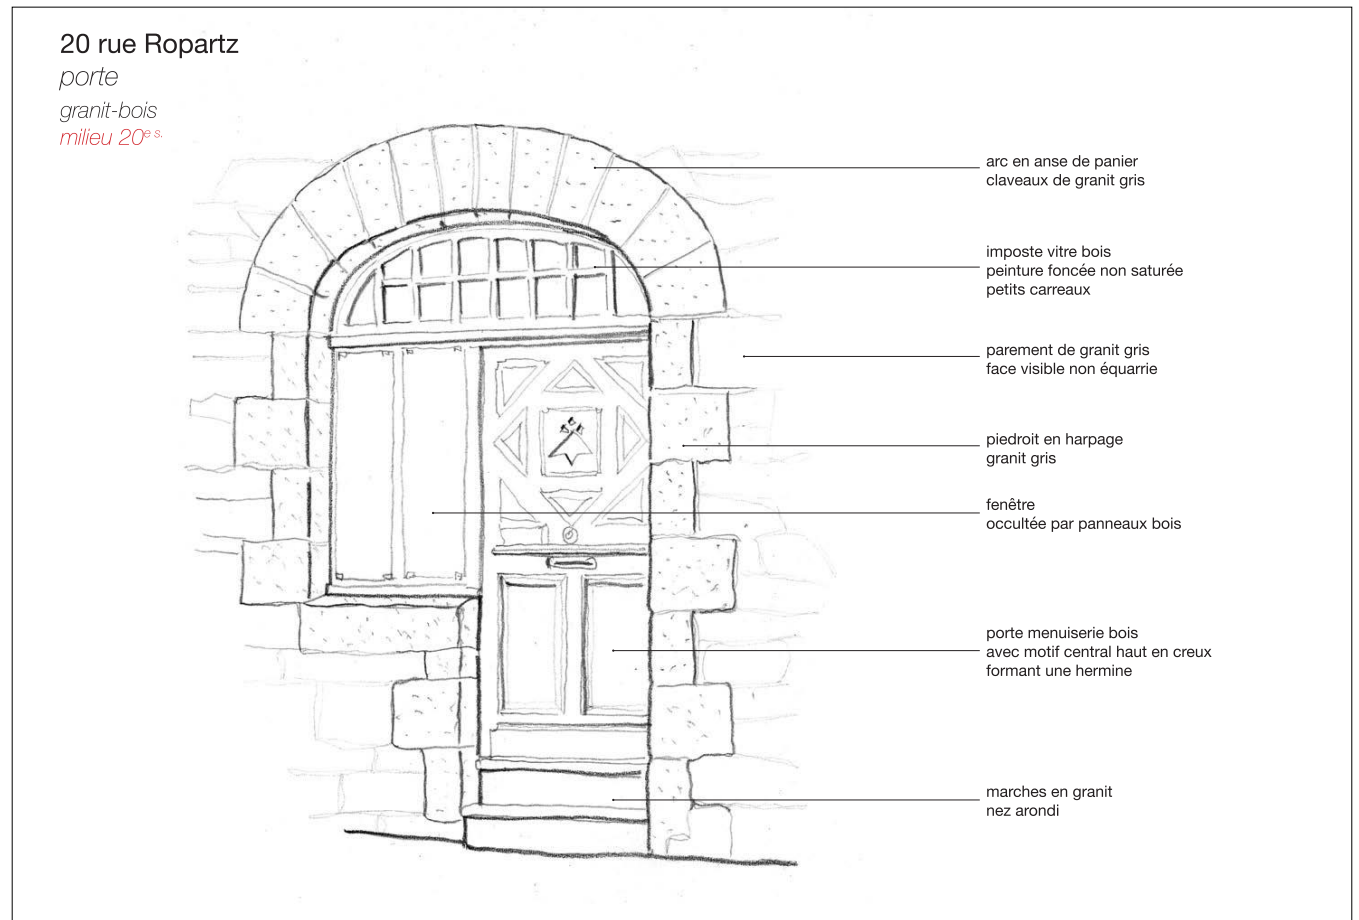 20 rue Ropartz
porte
granit-bois
milieu 20e s.
arc en anse de panier
claveaux de granit gris
imposte vitre bois
peinture foncée non saturée
petits carreaux
parement de granit gris
face visible non équarrie
piedroit en harpage
granit gris
fenêtre
occultée par panneaux bois
porte menuiserie bois
avec motif central haut en creux
formant une hermine
marches en granit
nez arondi